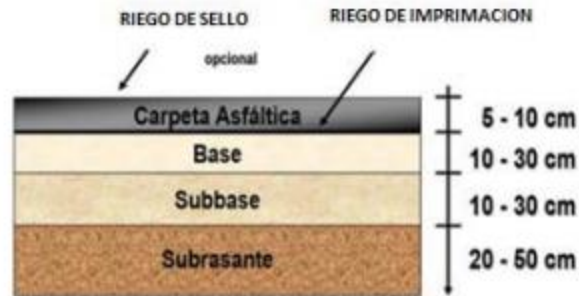 RIEGO DE SELLO
RIEGO DE IMPRIMACION
opcional
Carpeta Asfáltica
5 - 10 cm
Base
10 - 30 cm
Subbase
10 - 30 cm
Subrasante
20 - 50 cm